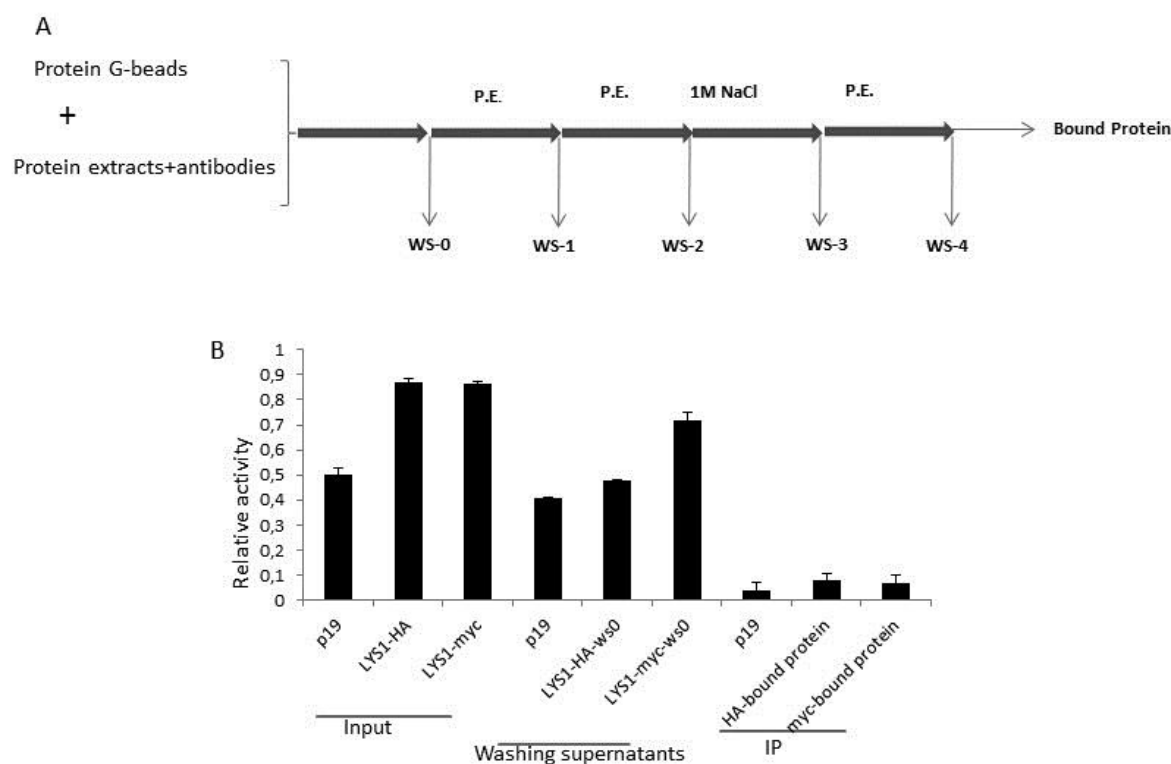 A
Protein G-beads
+
Protein extracts+antibodies
P.E.
P.E.
1M NaCl
P.E.
Bound Protein
WS-0
WS-1
WS-2
WS-3
WS-4
B
Relative activity
1
0,9
0,8
0,7
0,6
0,5
0,4
0,3
0,2
0,1
0
p19
LYS1-HA
LYS1-myc
p19
LYS1-HA-ws0
LYS1-myc-ws0
p19
HA-bound protein
myc-bound protein
Input
Washing supernatants
IP